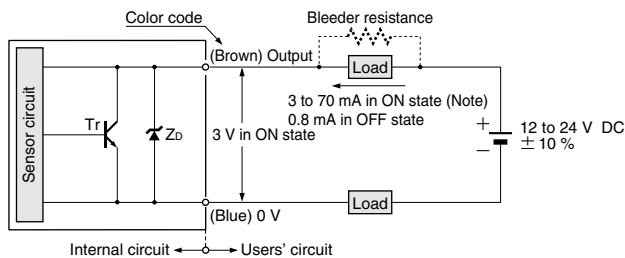 Color code
Bleeder resistance
(Brown) Output
Load
3 to 70 mA in ON state (Note)
0.8 mA in OFF state
Sensor circuit
Tr
ZD
3 V in ON state
+
−
12 to 24 V DC
± 10 %
Load
(Blue) 0 V
Internal circuit
Users' circuit